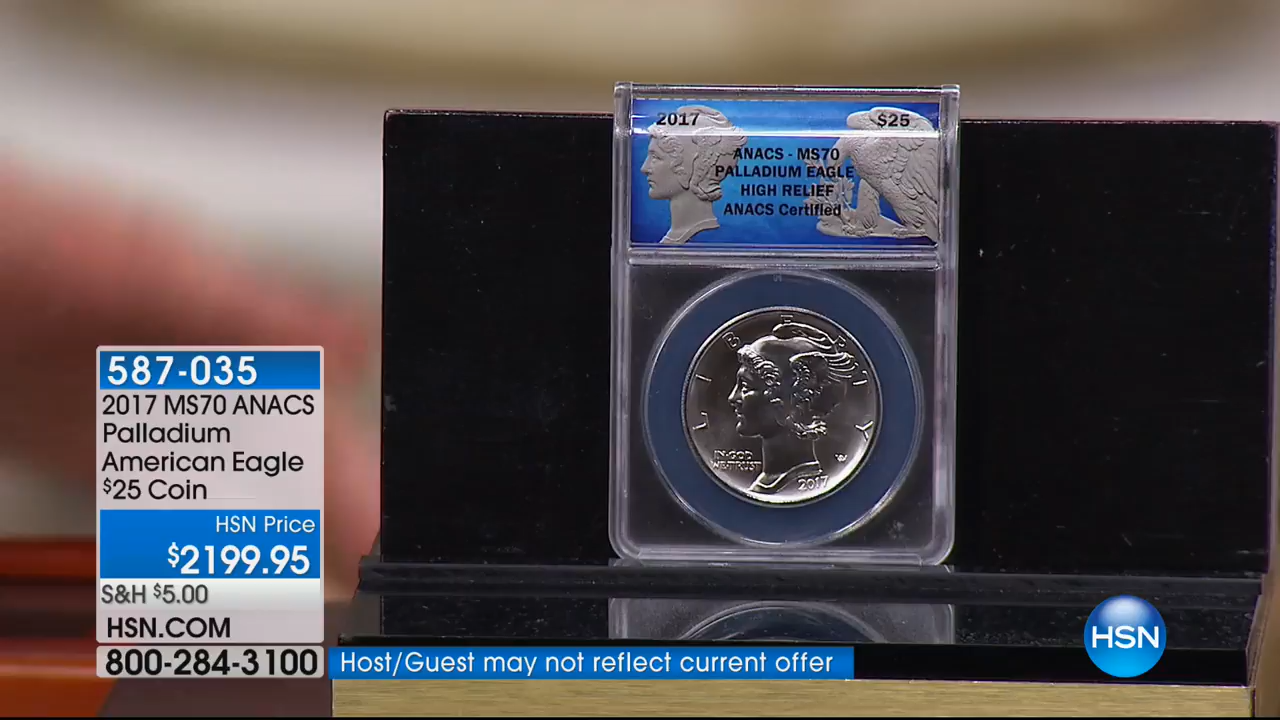 2017 $25
ANACS - MS70
PALLADIUM EAGLE
HIGH RELIEF
ANACS Certified
LIBERTY
IN GOD
WE TRUST
2017
587-035
2017 MS70 ANACS
Palladium
American Eagle
$25 Coin
HSN Price
$2199.95
S&H $5.00
HSN.COM
800-284-3100
Host/Guest may not reflect current offer
HSN